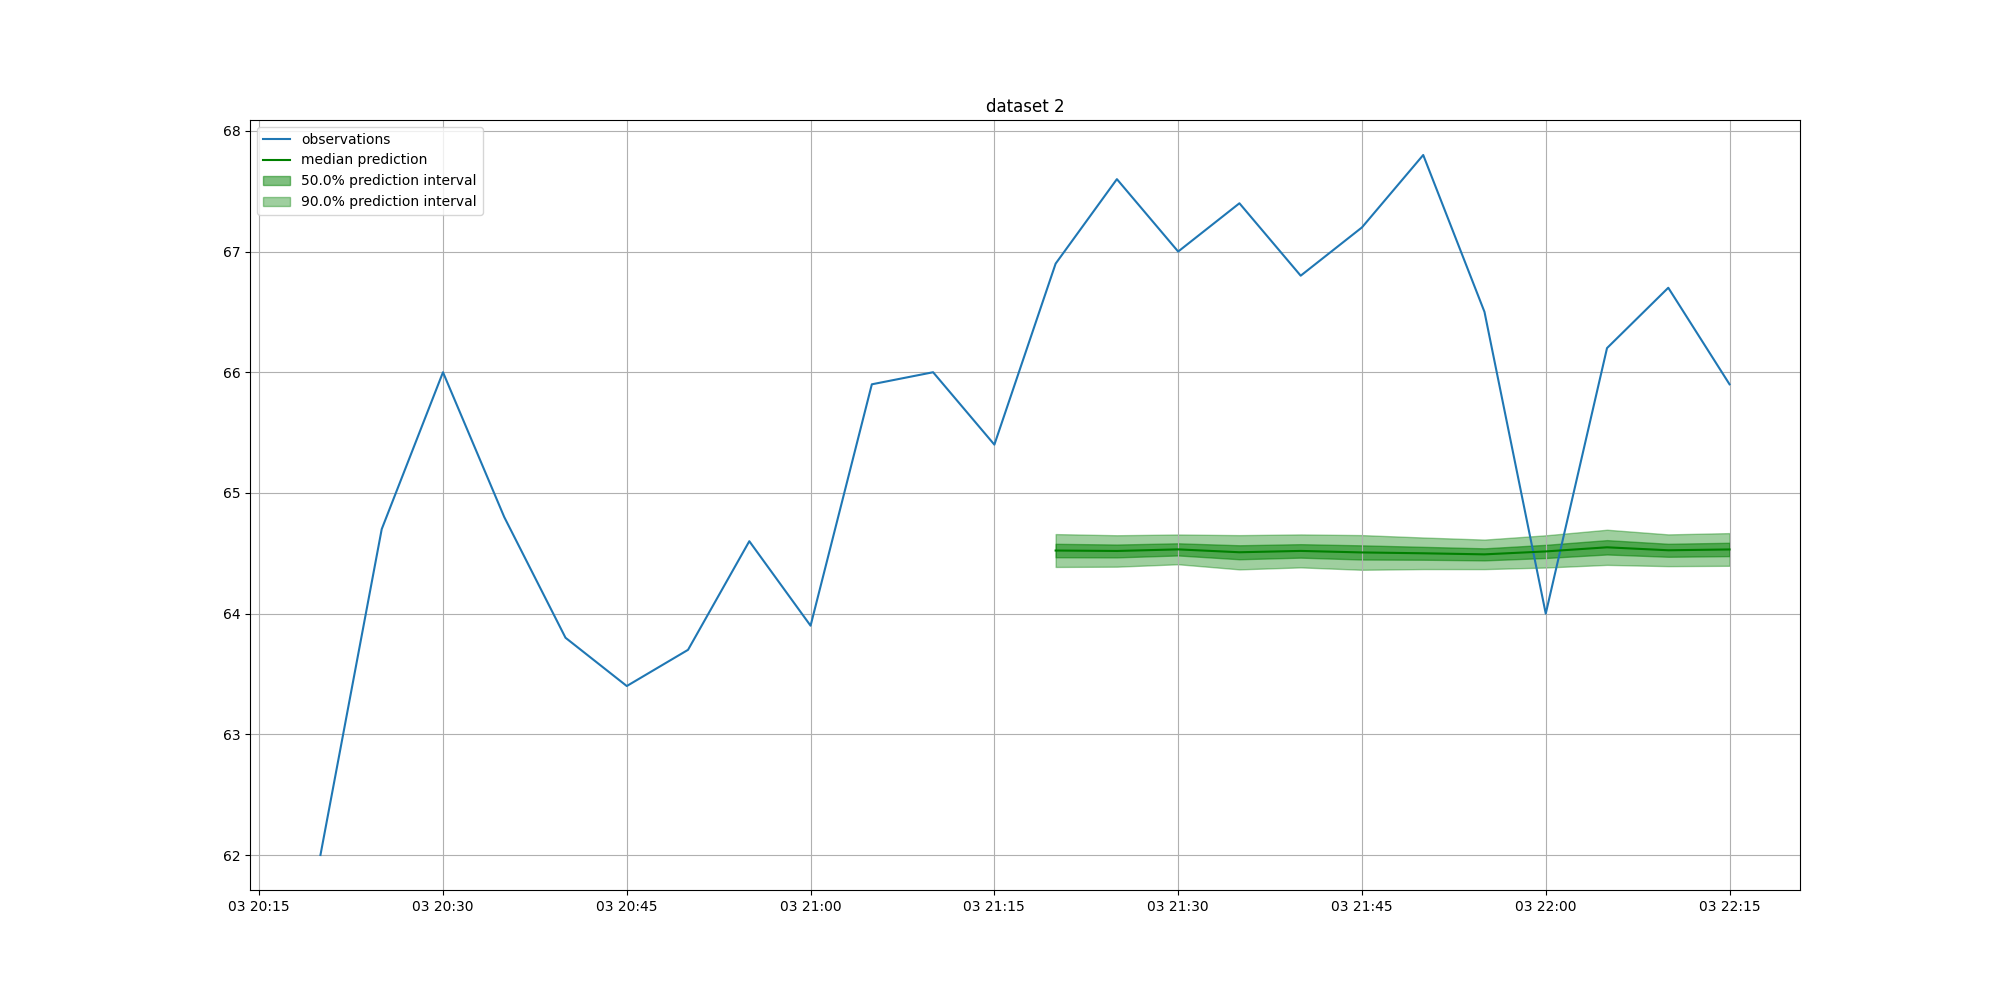 dataset 2
observations
median prediction
50.0% prediction interval
90.0% prediction interval
68
67
66
65
64
63
62
03 20:15 03 20:30 03 20:45 03 21:00 03 21:15 03 21:30 03 21:45 03 22:00 03 22:15